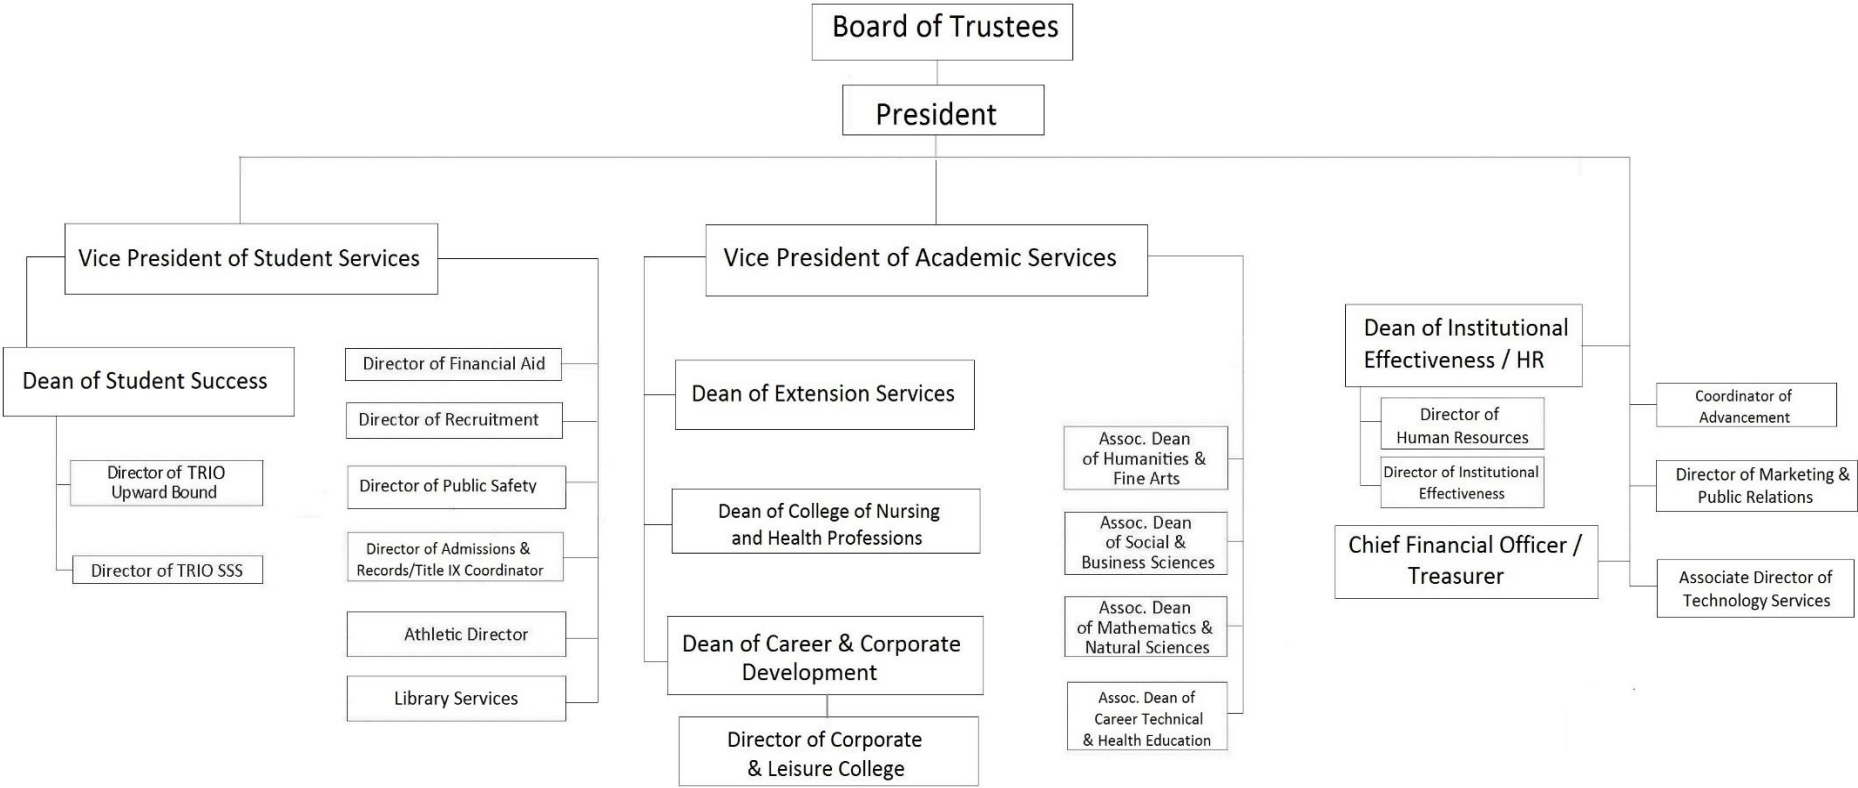 Board of Trustees
President
Vice President of Student Services
Dean of Student Success
Director of TRIO
Upward Bound
Director of TRIO SSS
Director of Financial Aid
Director of Recruitment
Director of Public Safety
Director of Admissions &
Records/Title IX Coordinator
Athletic Director
Library Services
Vice President of Academic Services
Dean of Extension Services
Dean of College of Nursing
and Health Professions
Dean of Career & Corporate
Development
Director of Corporate
& Leisure College
Assoc. Dean
of Humanities &
Fine Arts
Assoc. Dean
of Social &
Business Sciences
Assoc. Dean
of Mathematics &
Natural Sciences
Assoc. Dean of
Career Technical
& Health Education
Dean of Institutional
Effectiveness / HR
Director of
Human Resources
Director of Institutional
Effectiveness
Chief Financial Officer /
Treasurer
Coordinator of
Advancement
Director of Marketing &
Public Relations
Associate Director of
Technology Services